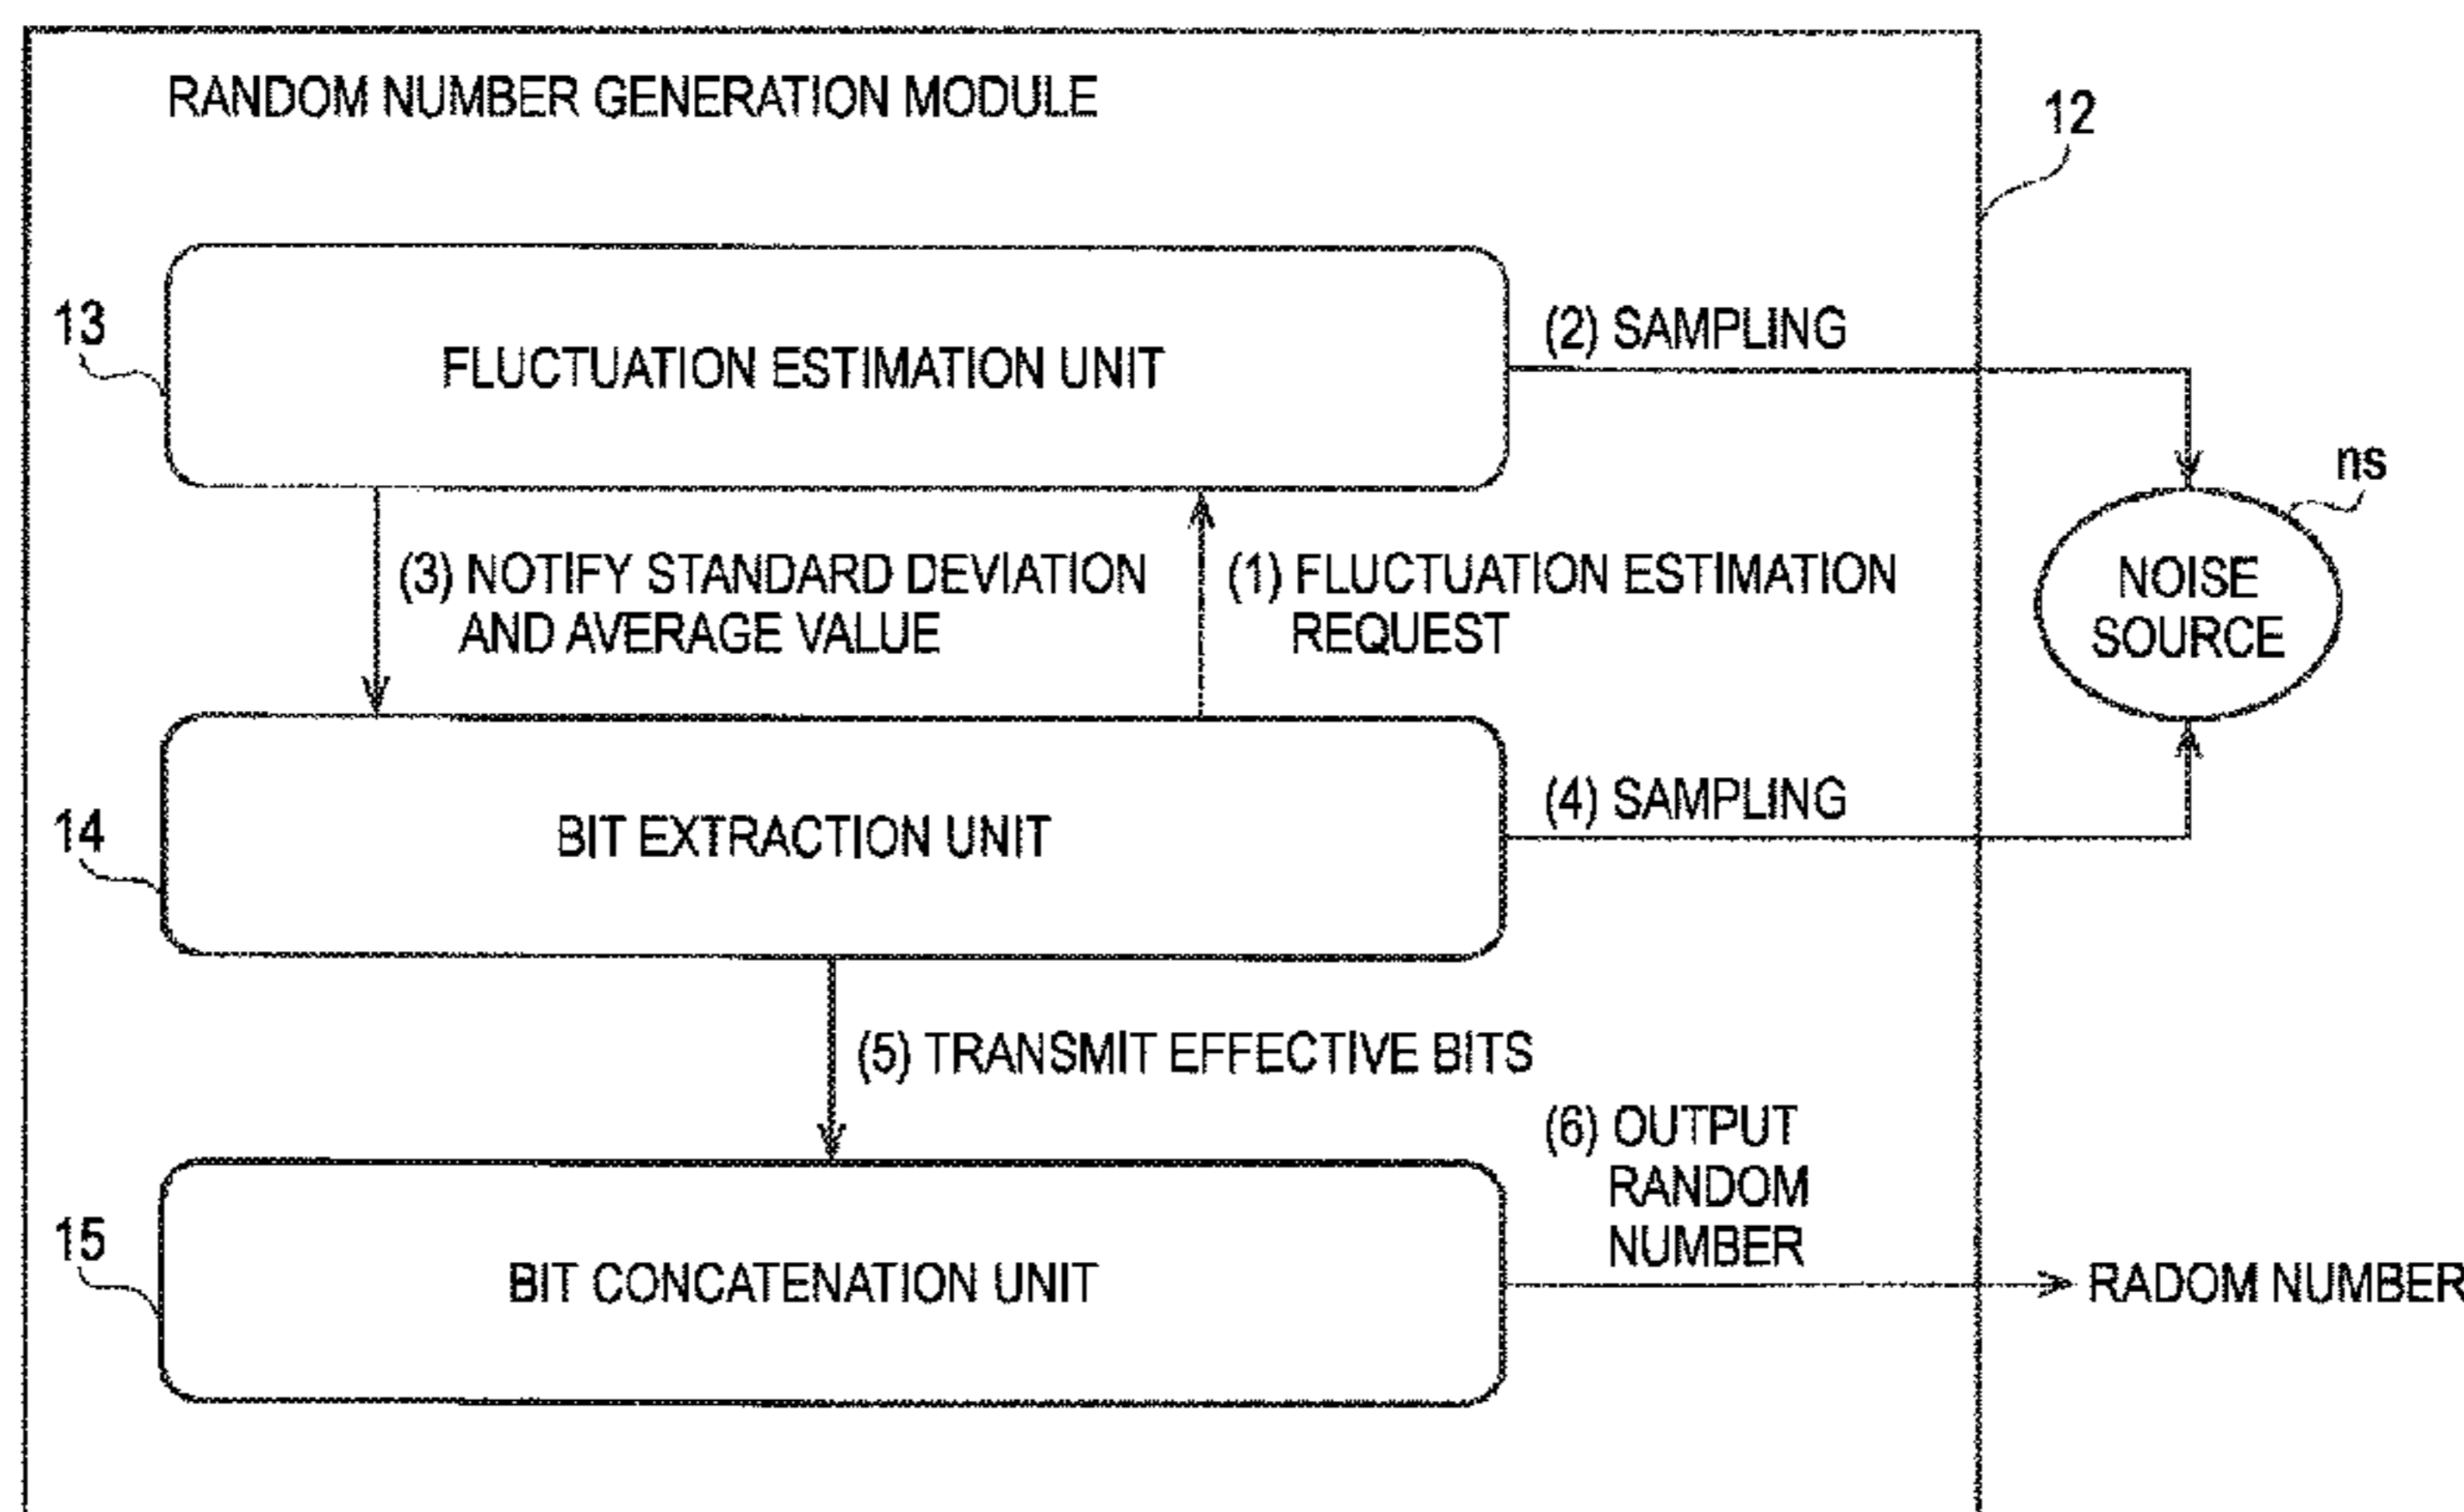 RANDOM NUMBER GENERATION MODULE
12
13
FLUCTUATION ESTIMATION UNIT
(2) SAMPLING
ns
NOISE
SOURCE
(3) NOTIFY STANDARD DEVIATION
AND AVERAGE VALUE
(1) FLUCTUATION ESTIMATION
REQUEST
14
BIT EXTRACTION UNIT
(4) SAMPLING
(5) TRANSMIT EFFECTIVE BITS
(6) OUTPUT
RANDOM
NUMBER
15
BIT CONCATENATION UNIT
RADOM NUMBER